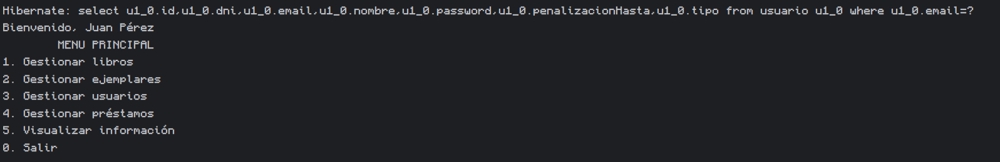 Hibernate: select u1_0.id,u1_0.dni,u1_0.email,u1_0.nombre,u1_0.password,u1_0.penalizacionHasta,u1_0.tipo from usuario u1_0 where u1_0.email=?
Bienvenido, Juan Pérez
MENU PRINCIPAL
1. Gestionar libros
2. Gestionar ejemplares
3. Gestionar usuarios
4. Gestionar préstamos
5. Visualizar información
0. Salir